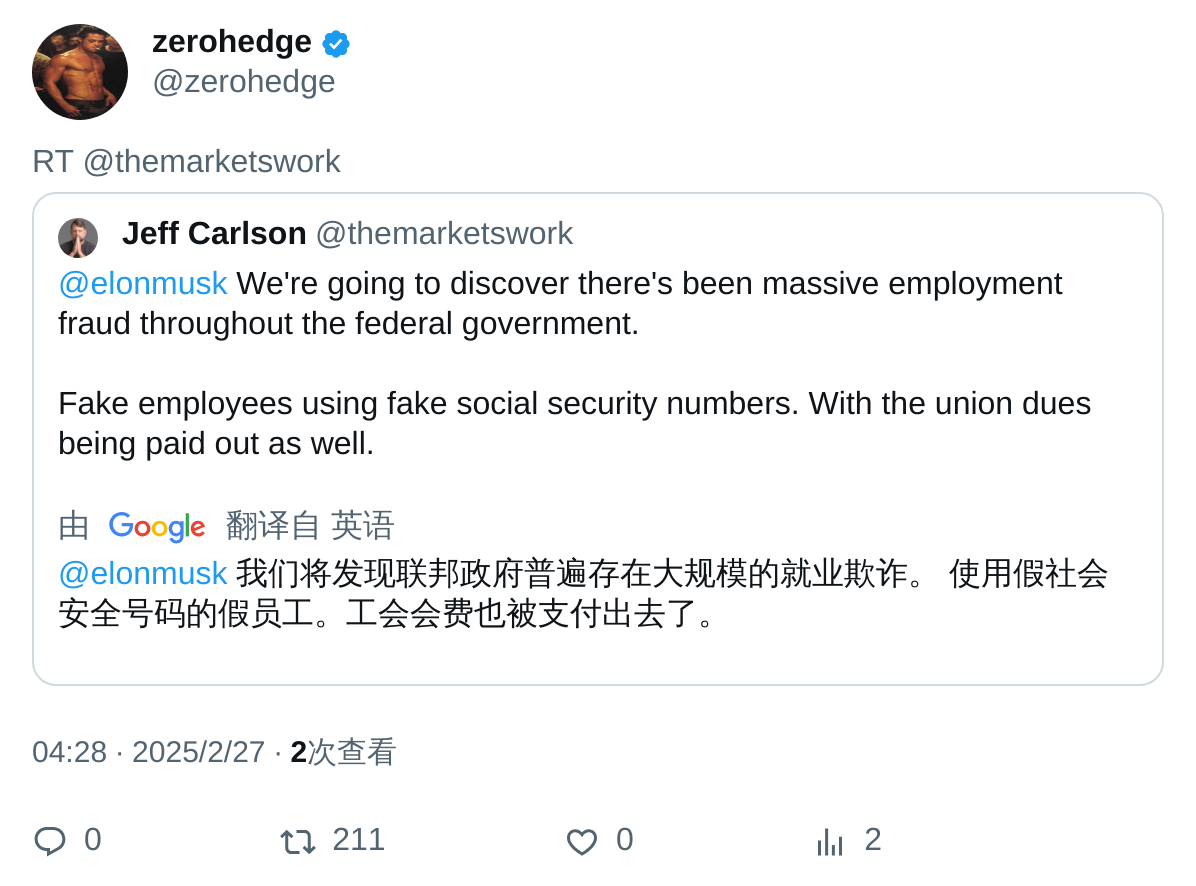 zerohedge
@zerohedge
RT @themarketswork
Jeff Carlson @themarketswork
@elonmusk We're going to discover there's been massive employment
fraud throughout the federal government.
Fake employees using fake social security numbers. With the union dues
being paid out as well.
由 Google 翻译自 英语
@elonmusk 我们将发现联邦政府普遍存在大规模的就业欺诈。 使用假社会
安全号码的假员工。工会会费也被支付出去了。
04:28 · 2025/2/27 · 2次查看
0 211 0 2